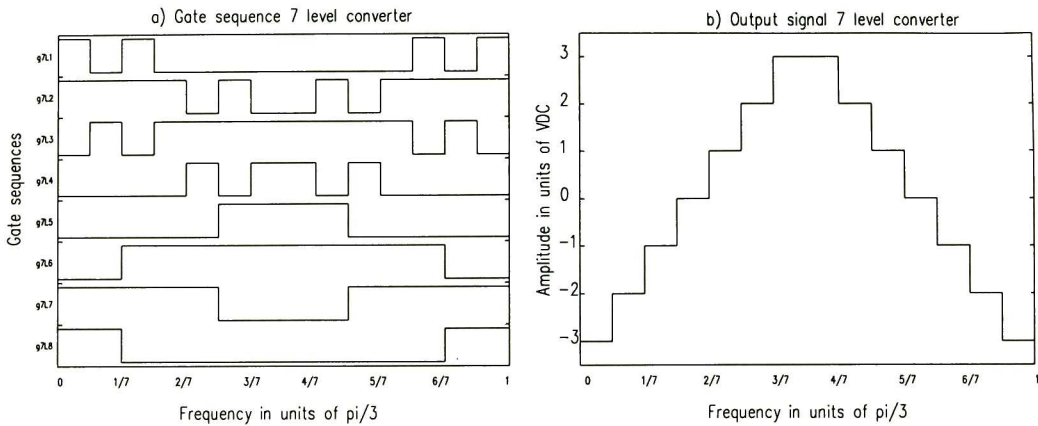 a) Gate sequence 7 level converter
Gate sequences
g7L1
g7L2
g7L3
g7L4
g7L5
g7L6
g7L7
g7L8
0 1/7 2/7 3/7 4/7 5/7 6/7 1
Frequency in units of pi/3
b) Output signal 7 level converter
Amplitude in units of VDC
3
2
1
0
-1
-2
-3
0 1/7 2/7 3/7 4/7 5/7 6/7 1
Frequency in units of pi/3